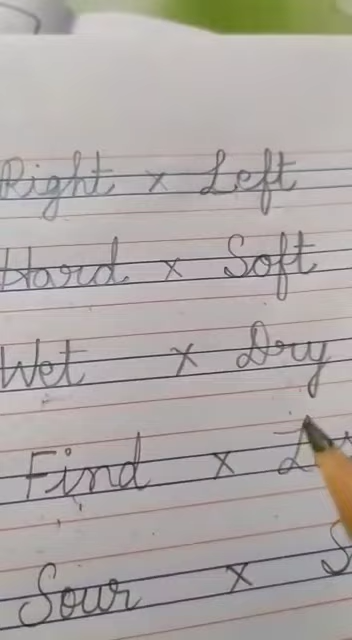 Right × Left
Hard × Soft
Wet × Dry
Find ×
Sour ×